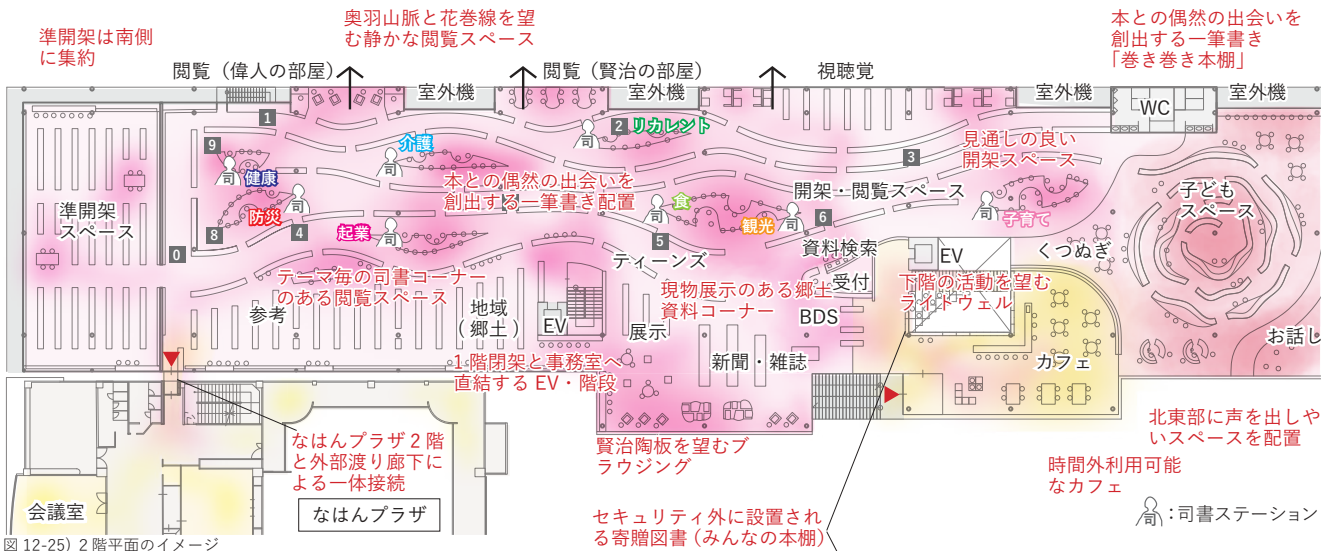 準開架は南側
に集約
奥羽山脈と花巻線を望
む静かな閲覧スペース
本との偶然の出会いを
創出する一筆書き
「巻き巻き本棚」
閲覧（偉人の部屋）
室外機
閲覧（賢治の部屋）
室外機
視聴覚
室外機
WC
室外機
1
2
リカレント
介護
9
司
健康
司
司
3
見通しの良い
開架スペース
本との偶然の出会いを
創出する一筆書き配置
開架・閲覧スペース
子ども
スペース
準開架
スペース
司
防災
8
4
起業
司
0
司
食
5
観光
司
6
司
子育て
ティーンズ
資料検索
受付
EV
くつぬぎ
テーマ毎の司書コーナー
のある閲覧スペース
参考
地域
（郷土）
EV
現物展示のある郷土
資料コーナー
展示
BDS
下階の活動を望む
ライトウェル
新聞・雑誌
カフェ
お話し
1 階閉架と事務室へ
直結する EV・階段
なはんプラザ 2 階
と外部渡り廊下に
よる一体接続
賢治陶板を望むブ
ラウジング
北東部に声を出しや
いスペースを配置
時間外利用可能
なカフェ
会議室
なはんプラザ
セキュリティ外に設置され
る寄贈図書（みんなの本棚）
司
：司書ステーション
図 12-25) 2 階平面のイメージ